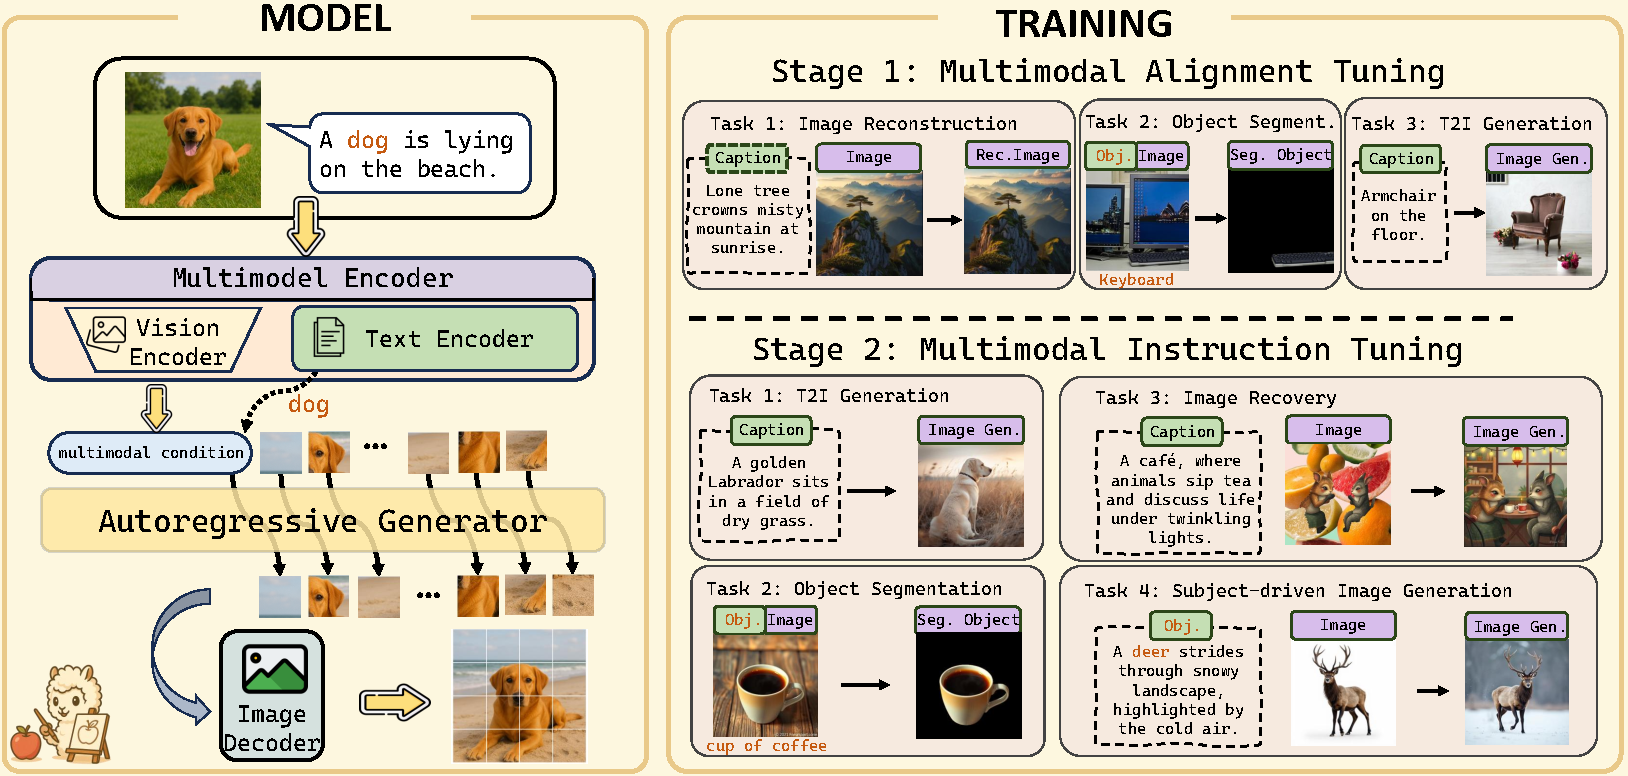 MODEL
A dog is lying
on the beach.
Multimodel Encoder
Vision
Encoder
Text Encoder
dog
multimodal condition
...
Autoregressive Generator
...
Image
Decoder
TRAINING
Stage 1: Multimodal Alignment Tuning
Task 1: Image Reconstruction
Caption
Image
Rec.Image
Lone tree
crowns misty
mountain at
sunrise.
Task 2: Object Segment.
Obj. Image
Seg. Object
Keyboard
Task 3: T2I Generation
Caption
Image Gen.
Armchair
on the
floor.
Stage 2: Multimodal Instruction Tuning
Task 1: T2I Generation
Caption
Image Gen.
A golden
Labrador sits
in a field of
dry grass.
Task 3: Image Recovery
Caption
Image
Image Gen.
A café, where
animals sip tea
and discuss life
under twinkling
lights.
Task 2: Object Segmentation
Obj. Image
Seg. Object
cup of coffee
Task 4: Subject-driven Image Generation
Obj.
Image
Image Gen.
A deer strides
through snowy
landscape,
highlighted by
the cold air.